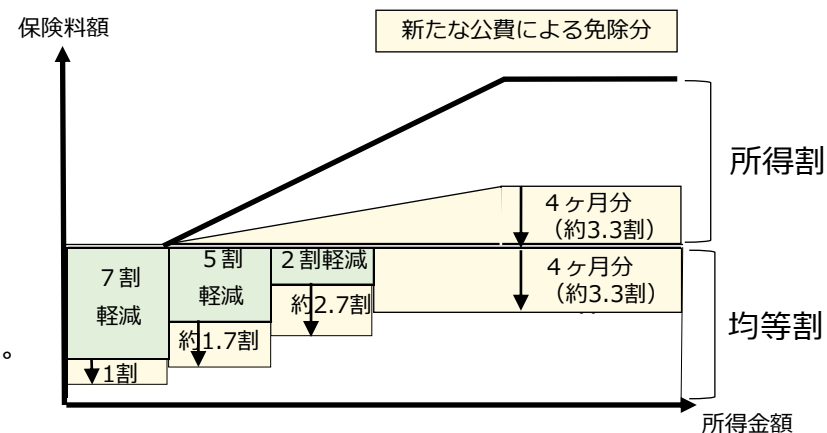 保険料額
新たな公費による免除分
所得割
４ヶ月分
（約3.3割）
７割
軽減
５割
軽減
２割軽減
４ヶ月分
（約3.3割）
約2.7割
約1.7割
1割
均等割
。
所得金額